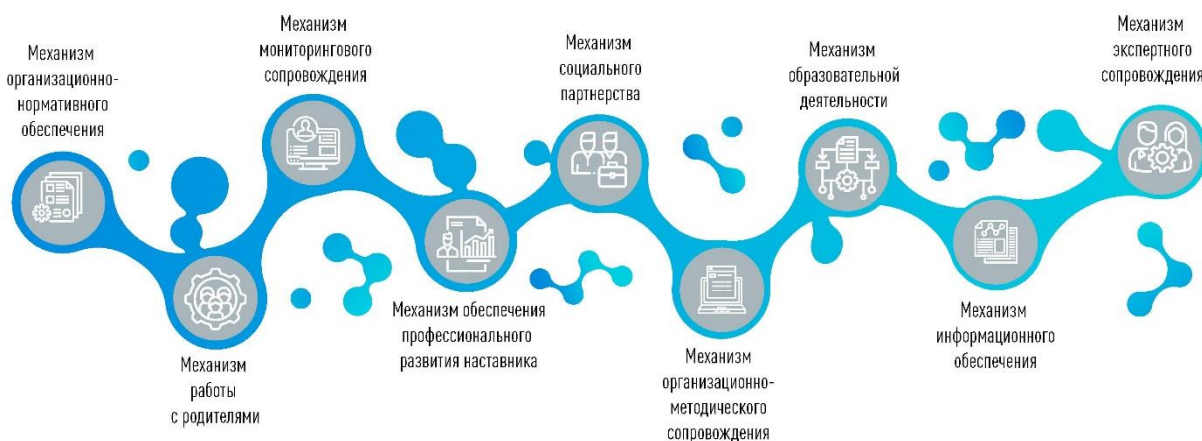 Механизм
организационно-
нормативного
обеспечения
Механизм
работы
с родителями
Механизм
мониторингового
сопровождения
Механизм обеспечения
профессионального
развития наставника
Механизм
социального
партнерства
Механизм
организационно-
методического
сопровождения
Механизм
образовательной
деятельности
Механизм
информационного
обеспечения
Механизм
экспертного
сопровождения